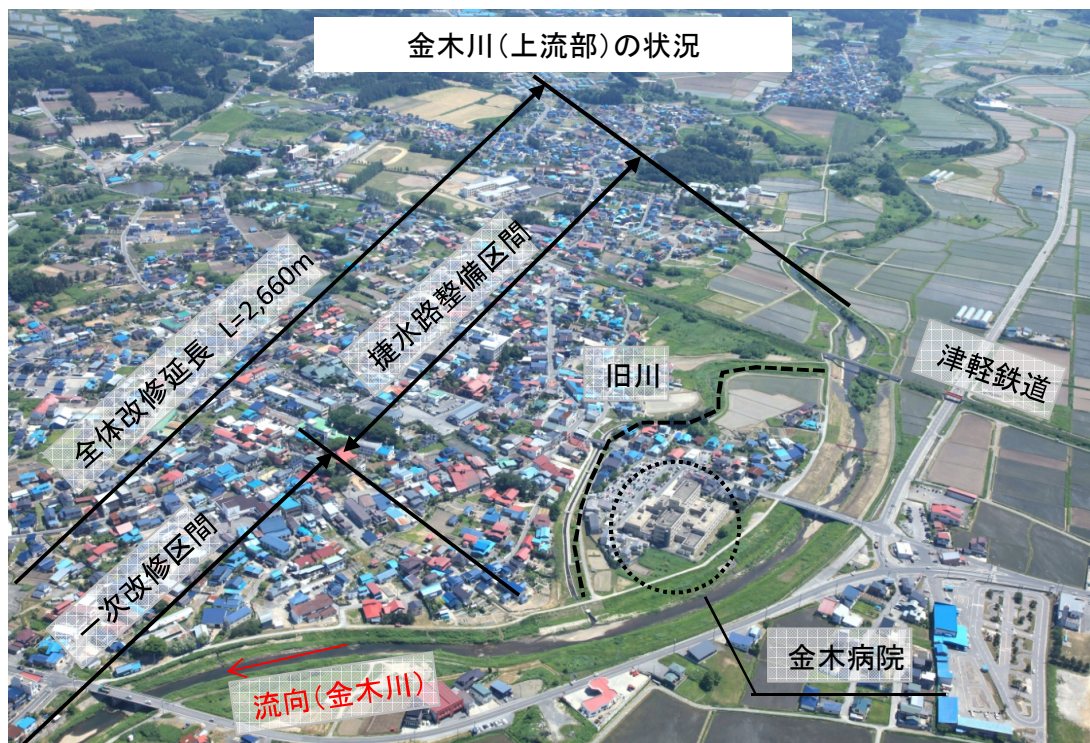 金木川（上流部）の状況
全体改修延長 L=2,660m
捷水路整備区間
旧川
津軽鉄道
一次改修区間
金木病院
流向（金木川）